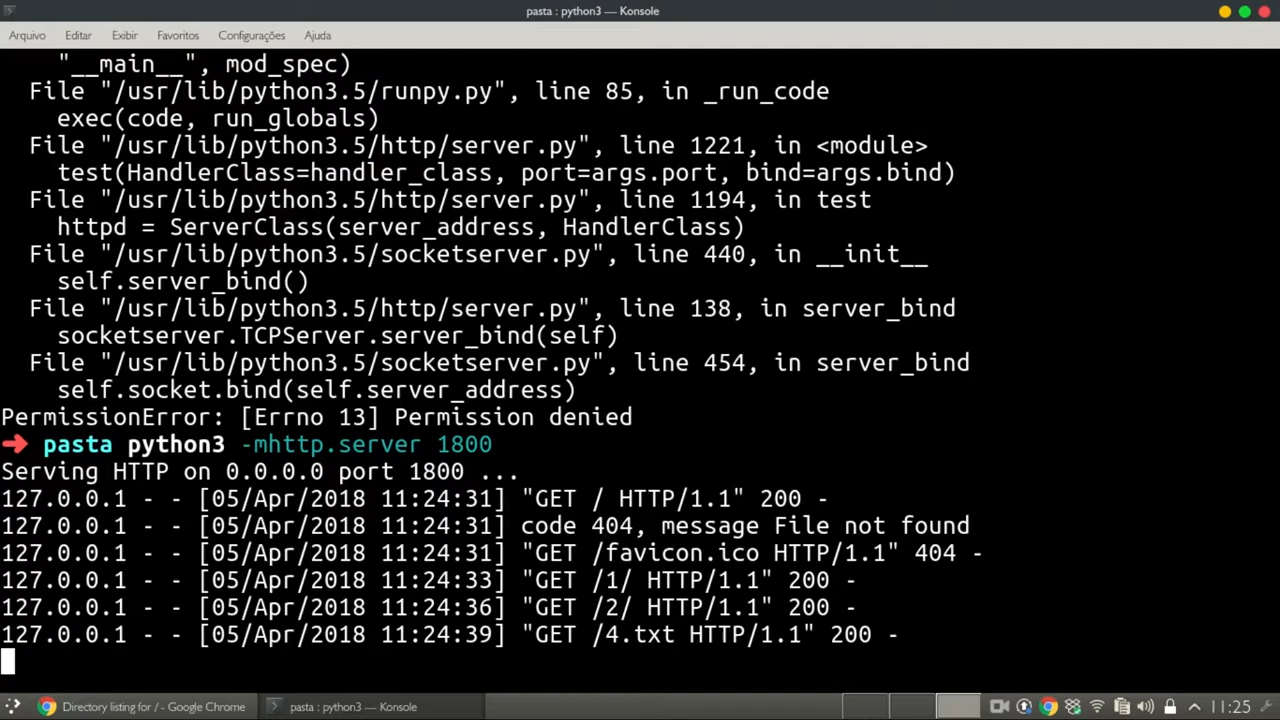 pasta : python3 — Konsole
Arquivo Editar Exibir Favoritos Configurações Ajuda
"__main__", mod_spec)
File "/usr/lib/python3.5/runpy.py", line 85, in _run_code
exec(code, run_globals)
File "/usr/lib/python3.5/http/server.py", line 1221, in <module>
test(HandlerClass=handler_class, port=args.port, bind=args.bind)
File "/usr/lib/python3.5/http/server.py", line 1194, in test
httpd = ServerClass(server_address, HandlerClass)
File "/usr/lib/python3.5/socketserver.py", line 440, in __init__
self.server_bind()
File "/usr/lib/python3.5/http/server.py", line 138, in server_bind
socketserver.TCPServer.server_bind(self)
File "/usr/lib/python3.5/socketserver.py", line 454, in server_bind
self.socket.bind(self.server_address)
PermissionError: [Errno 13] Permission denied
➜ pasta python3 -mhttp.server 1800
Serving HTTP on 0.0.0.0 port 1800 ...
127.0.0.1 - - [05/Apr/2018 11:24:31] "GET / HTTP/1.1" 200 -
127.0.0.1 - - [05/Apr/2018 11:24:31] code 404, message File not found
127.0.0.1 - - [05/Apr/2018 11:24:31] "GET /favicon.ico HTTP/1.1" 404 -
127.0.0.1 - - [05/Apr/2018 11:24:33] "GET /1/ HTTP/1.1" 200 -
127.0.0.1 - - [05/Apr/2018 11:24:36] "GET /2/ HTTP/1.1" 200 -
127.0.0.1 - - [05/Apr/2018 11:24:39] "GET /4.txt HTTP/1.1" 200 -
Directory listing for / - Google Chrome pasta : python3 — Konsole 11:25